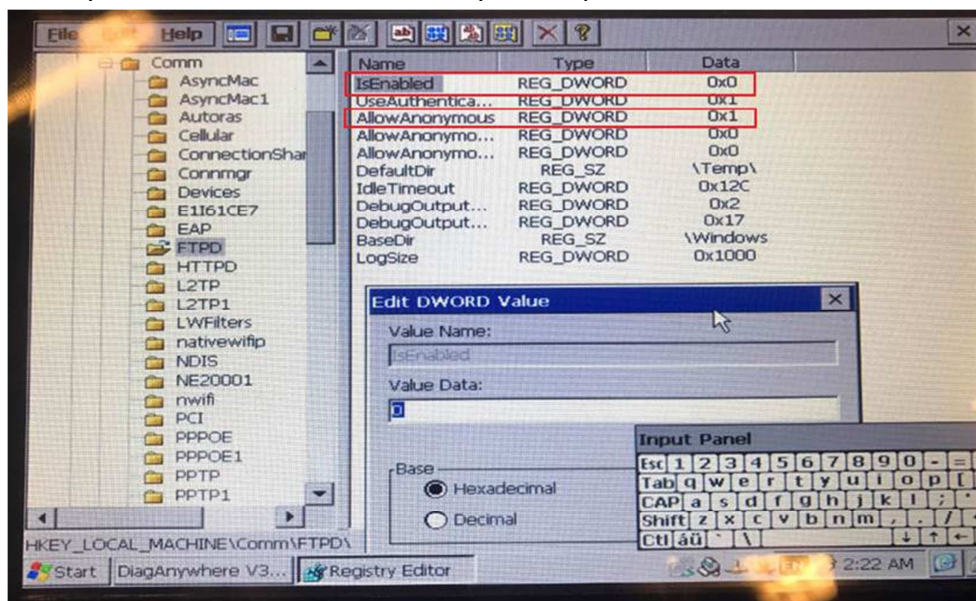 File Help
Comm
AsyncMac
AsyncMac1
Autoras
Cellular
ConnectionShar
Connmgr
Devices
E1I61CE7
EAP
FTPD
HTTPD
L2TP
L2TP1
LWFilters
nativewifip
NDIS
NE20001
nwifi
PCI
PPPOE
PPPOE1
PPTP
PPTP1
Name Type Data
IsEnabled REG_DWORD 0x0
UseAuthentica... REG_DWORD 0x1
AllowAnonymous REG_DWORD 0x1
AllowAnonymo... REG_DWORD 0x0
AllowAnonymo... REG_DWORD 0x0
DefaultDir REG_SZ \Temp\
IdleTimeout REG_DWORD 0x12C
DebugOutput... REG_DWORD 0x2
DebugOutput... REG_DWORD 0x17
BaseDir REG_SZ \Windows
LogSize REG_DWORD 0x1000
Edit DWORD Value
Value Name:
IsEnabled
Value Data:
0
Base
Hexadecimal
Decimal
Input Panel
Esc 1 2 3 4 5 6 7 8 9 0 - =
Tab q w e r t y u i o p [
CAP a s d f g h j k l ; '
Shift z x c v b n m , . /
Ctl áü ` \ ↓ ↑ ←
HKEY_LOCAL_MACHINE\Comm\FTPD\
Start DiagAnywhere V3... Registry Editor EN 2:22 AM